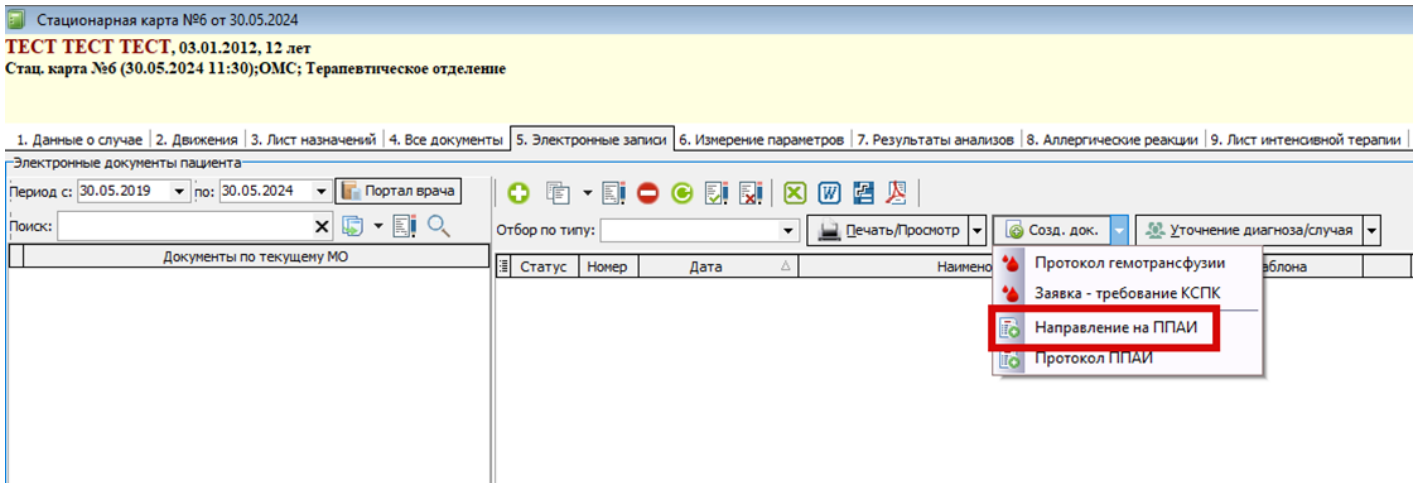 Стационарная карта №6 от 30.05.2024
ТЕСТ ТЕСТ ТЕСТ, 03.01.2012, 12 лет
Стац. карта №6 (30.05.2024 11:30);ОМС; Терапевтическое отделение
1. Данные о случае 2. Движения 3. Лист назначений 4. Все документы 5. Электронные записи 6. Измерение параметров 7. Результаты анализов 8. Аллергические реакции 9. Лист интенсивной терапии
Электронные документы пациента
Период с: 30.05.2019 по: 30.05.2024 Портал врача
Поиск:
Отбор по типу: Печать/Просмотр Созд. док. Уточнение диагноза/случая
Документы по текущему МО
Статус Номер Дата Наимено аблона
Протокол гемотрансфузии
Заявка - требование КСПК
Направление на ППАИ
Протокол ППАИ